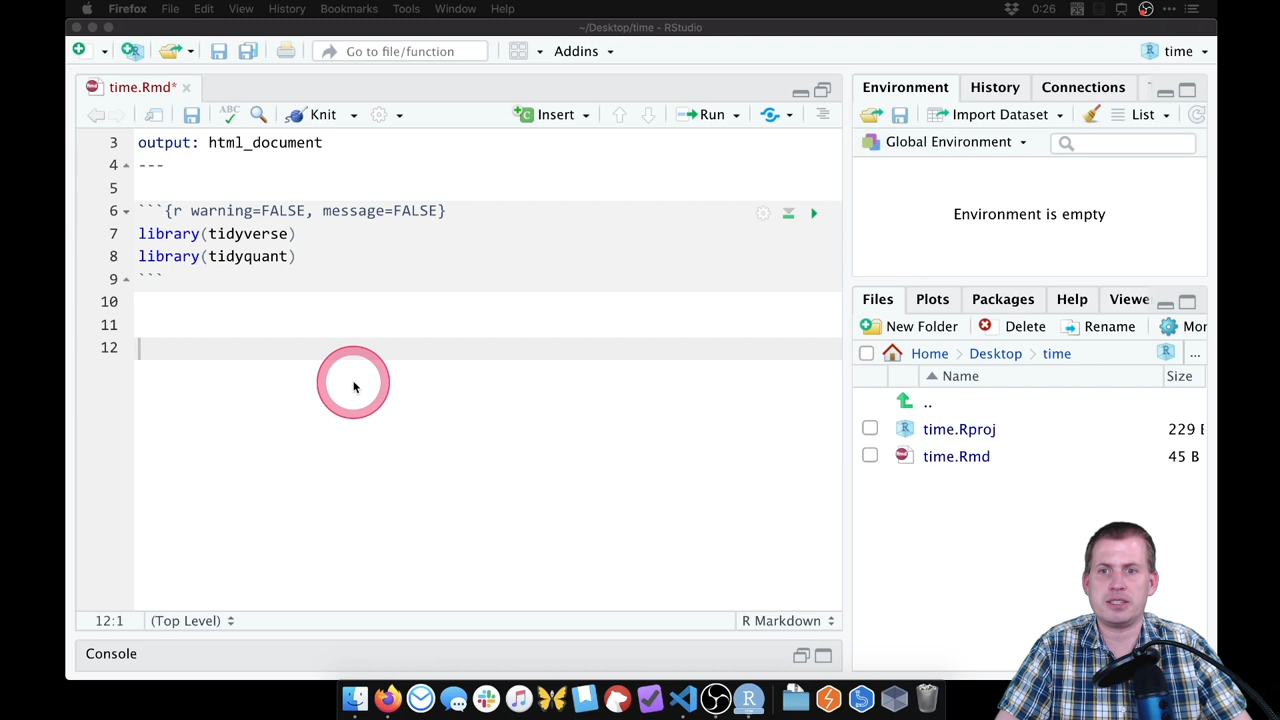 Firefox File Edit View History Bookmarks Tools Window Help 0:26
~/Desktop/time - RStudio
Go to file/function Addins time
time.Rmd*
Environment History Connections
ABC Knit Insert Run
Import Dataset List
Global Environment
3 output: html_document
4 ---
5
6 ```{r warning=FALSE, message=FALSE}
7 library(tidyverse)
8 library(tidyquant)
9 ```
10
11
12
Environment is empty
Files Plots Packages Help Viewe
New Folder Delete Rename Mor
Home > Desktop > time ...
Name Size
..
time.Rproj 229 B
time.Rmd 45 B
12:1 (Top Level) R Markdown
Console